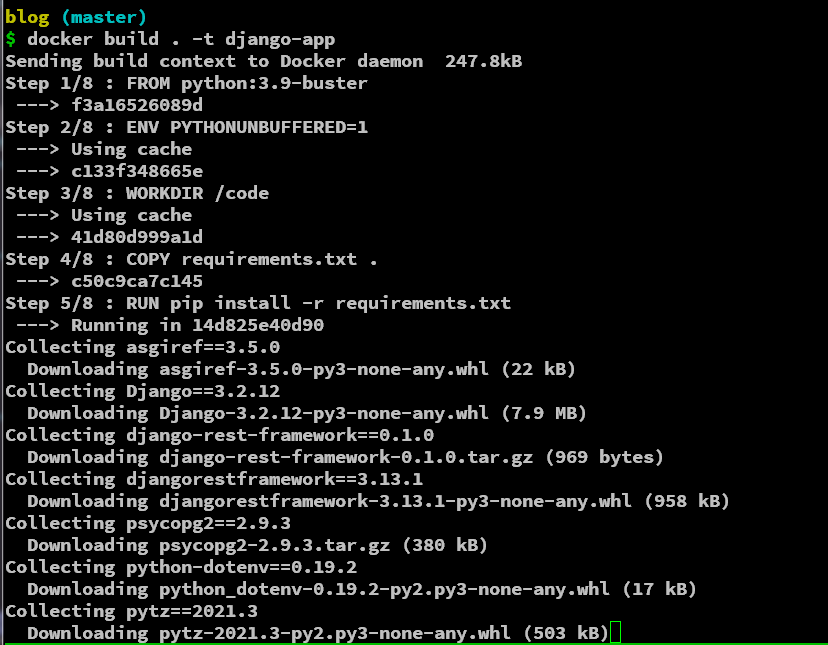 blog (master)
$ docker build . -t django-app
Sending build context to Docker daemon  247.8kB
Step 1/8 : FROM python:3.9-buster
 ---> f3a16526089d
Step 2/8 : ENV PYTHONUNBUFFERED=1
 ---> Using cache
 ---> c133f348665e
Step 3/8 : WORKDIR /code
 ---> Using cache
 ---> 41d80d999a1d
Step 4/8 : COPY requirements.txt .
 ---> c50c9ca7c145
Step 5/8 : RUN pip install -r requirements.txt
 ---> Running in 14d825e40d90
Collecting asgiref==3.5.0
  Downloading asgiref-3.5.0-py3-none-any.whl (22 kB)
Collecting Django==3.2.12
  Downloading Django-3.2.12-py3-none-any.whl (7.9 MB)
Collecting django-rest-framework==0.1.0
  Downloading django-rest-framework-0.1.0.tar.gz (969 bytes)
Collecting djangorestframework==3.13.1
  Downloading djangorestframework-3.13.1-py3-none-any.whl (958 kB)
Collecting psycopg2==2.9.3
  Downloading psycopg2-2.9.3.tar.gz (380 kB)
Collecting python-dotenv==0.19.2
  Downloading python_dotenv-0.19.2-py2.py3-none-any.whl (17 kB)
Collecting pytz==2021.3
  Downloading pytz-2021.3-py2.py3-none-any.whl (503 kB)